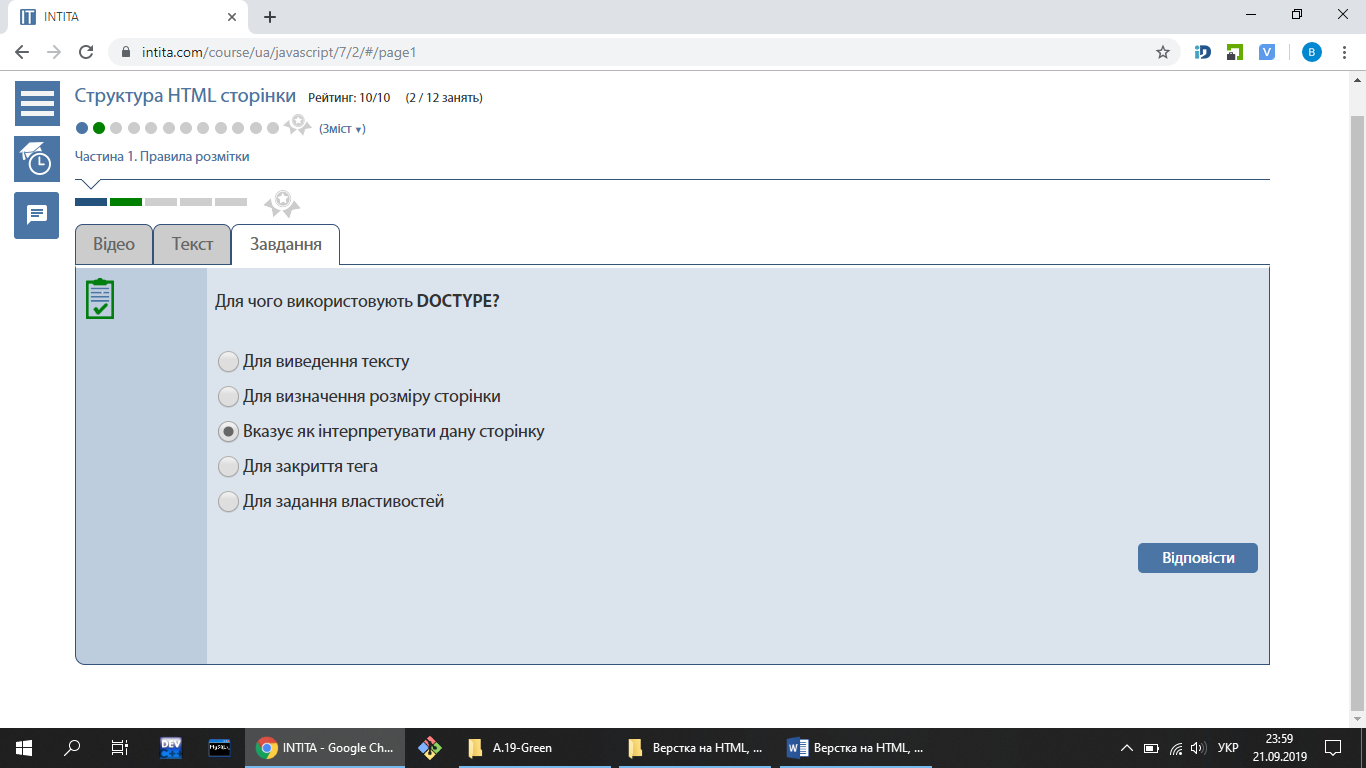 INTITA
intita.com/course/ua/javascript/7/2/#/page1
B
Структура HTML сторінки Рейтинг: 10/10 (2 / 12 занять)
(Зміст ▾)
Частина 1. Правила розмітки
Відео Текст Завдання
Для чого використовують DOCTYPE?
Для виведення тексту
Для визначення розміру сторінки
Вказує як інтерпретувати дану сторінку
Для закриття тега
Для задання властивостей
Відповісти
INTITA - Google Ch... A.19-Green Верстка на HTML, ... Верстка на HTML, ... УКР
23:59
21.09.2019